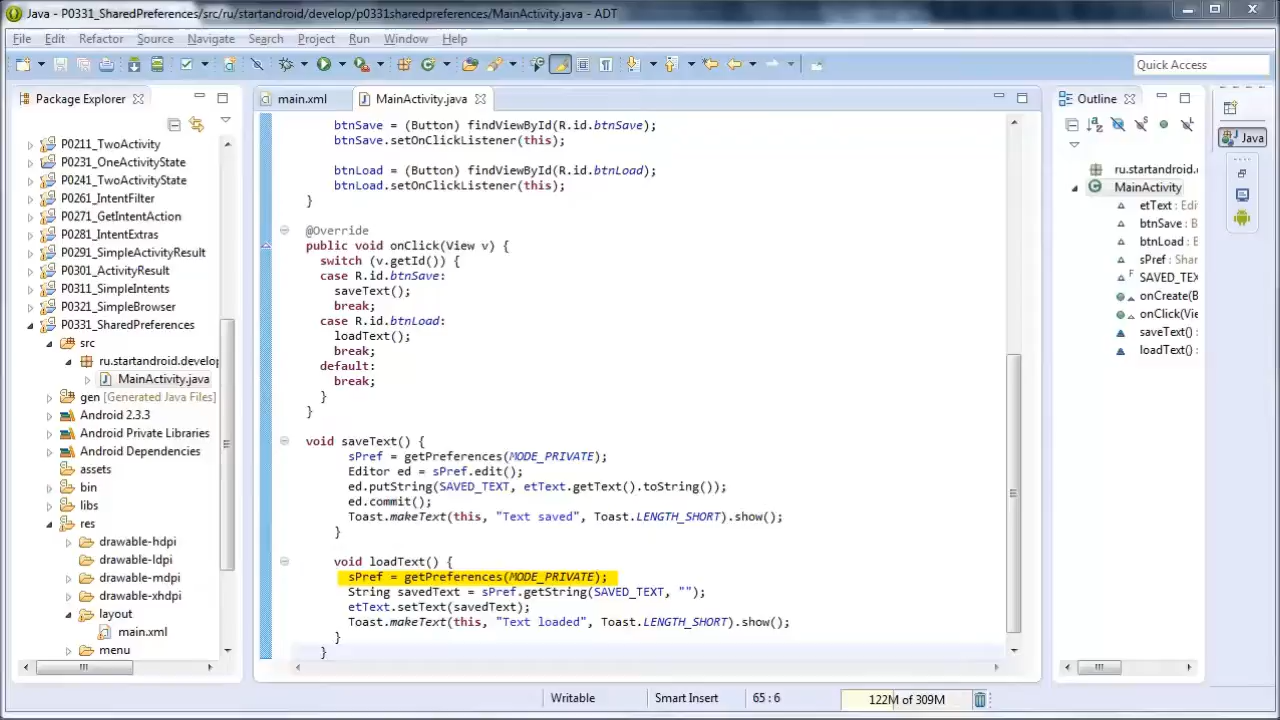 Java - P0331_SharedPreferences/src/ru/startandroid/develop/p0331sharedpreferences/MainActivity.java - ADT
File Edit Refactor Source Navigate Search Project Run Window Help
Quick Access
Package Explorer
P0211_TwoActivity
P0231_OneActivityState
P0241_TwoActivityState
P0261_IntentFilter
P0271_GetIntentAction
P0281_IntentExtras
P0291_SimpleActivityResult
P0301_ActivityResult
P0311_SimpleIntents
P0321_SimpleBrowser
P0331_SharedPreferences
src
ru.startandroid.develop
MainActivity.java
gen [Generated Java Files]
Android 2.3.3
Android Private Libraries
Android Dependencies
assets
bin
libs
res
drawable-hdpi
drawable-ldpi
drawable-mdpi
drawable-xhdpi
layout
main.xml
menu
main.xml MainActivity.java
btnSave = (Button) findViewById(R.id.btnSave);
btnSave.setOnClickListener(this);
btnLoad = (Button) findViewById(R.id.btnLoad);
btnLoad.setOnClickListener(this);
}
@Override
public void onClick(View v) {
switch (v.getId()) {
case R.id.btnSave:
saveText();
break;
case R.id.btnLoad:
loadText();
break;
default:
break;
}
}
void saveText() {
sPref = getPreferences(MODE_PRIVATE);
Editor ed = sPref.edit();
ed.putString(SAVED_TEXT, etText.getText().toString());
ed.commit();
Toast.makeText(this, "Text saved", Toast.LENGTH_SHORT).show();
}
void loadText() {
sPref = getPreferences(MODE_PRIVATE);
String savedText = sPref.getString(SAVED_TEXT, "");
etText.setText(savedText);
Toast.makeText(this, "Text loaded", Toast.LENGTH_SHORT).show();
}
}
Outline
ru.startandroid.
MainActivity
etText : Edi
btnSave : B
btnLoad : B
sPref : Shar
SAVED_TEX
onCreate(B
onClick(Vie
saveText() :
loadText() :
Java
Writable
Smart Insert
65 : 6
122M of 309M